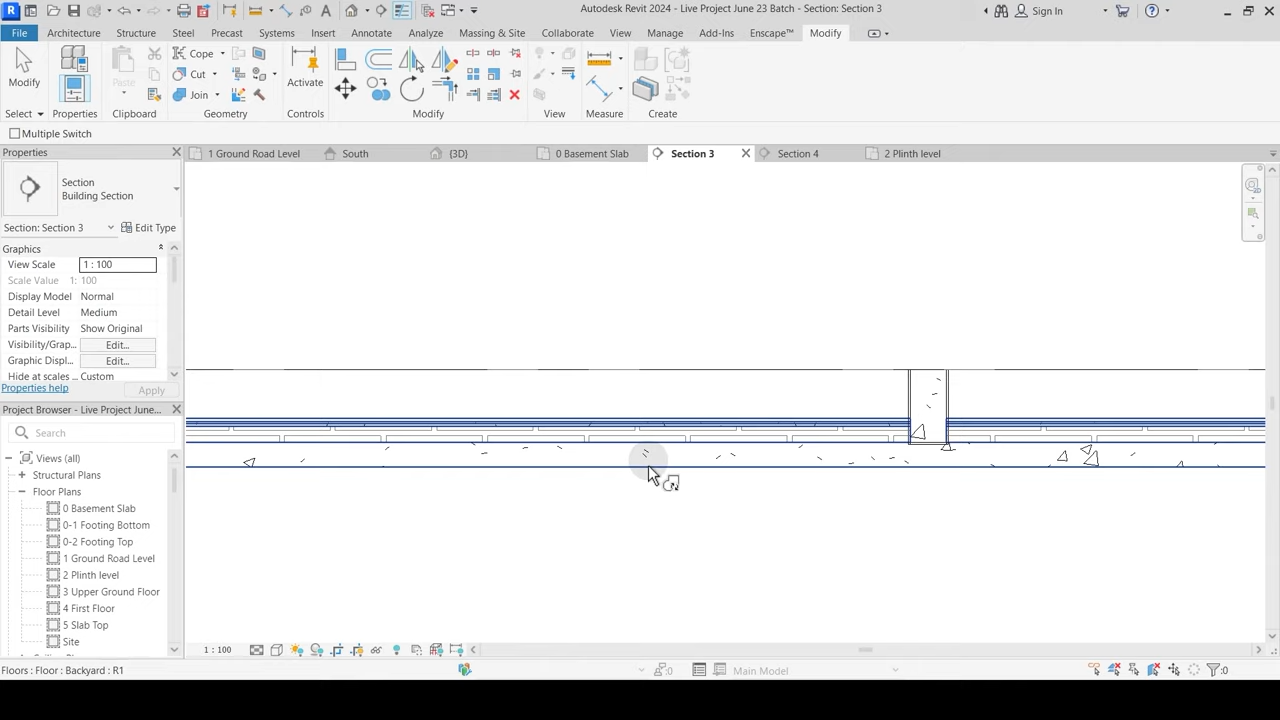 Autodesk Revit 2024 - Live Project June 23 Batch - Section: Section 3
Sign In
File Architecture Structure Steel Precast Systems Insert Annotate Analyze Massing & Site Collaborate View Manage Add-Ins Enscape™ Modify
Modify
Paste
Cope
Cut
Join
Activate
Select Properties Clipboard Geometry Controls Modify View Measure Create
Multiple Switch
Properties
1 Ground Road Level South {3D} 0 Basement Slab Section 3 Section 4 2 Plinth level
Section
Building Section
Section: Section 3 Edit Type
Graphics
View Scale 1 : 100
Scale Value 1: 100
Display Model Normal
Detail Level Medium
Parts Visibility Show Original
Visibility/Grap... Edit...
Graphic Displ... Edit...
Hide at scales ... Custom
Properties help Apply
Project Browser - Live Project June...
Search
Views (all)
Structural Plans
Floor Plans
0 Basement Slab
0-1 Footing Bottom
0-2 Footing Top
1 Ground Road Level
2 Plinth level
3 Upper Ground Floor
4 First Floor
5 Slab Top
Site
1 : 100
Floors : Floor : Backyard : R1
:0
Main Model
:0